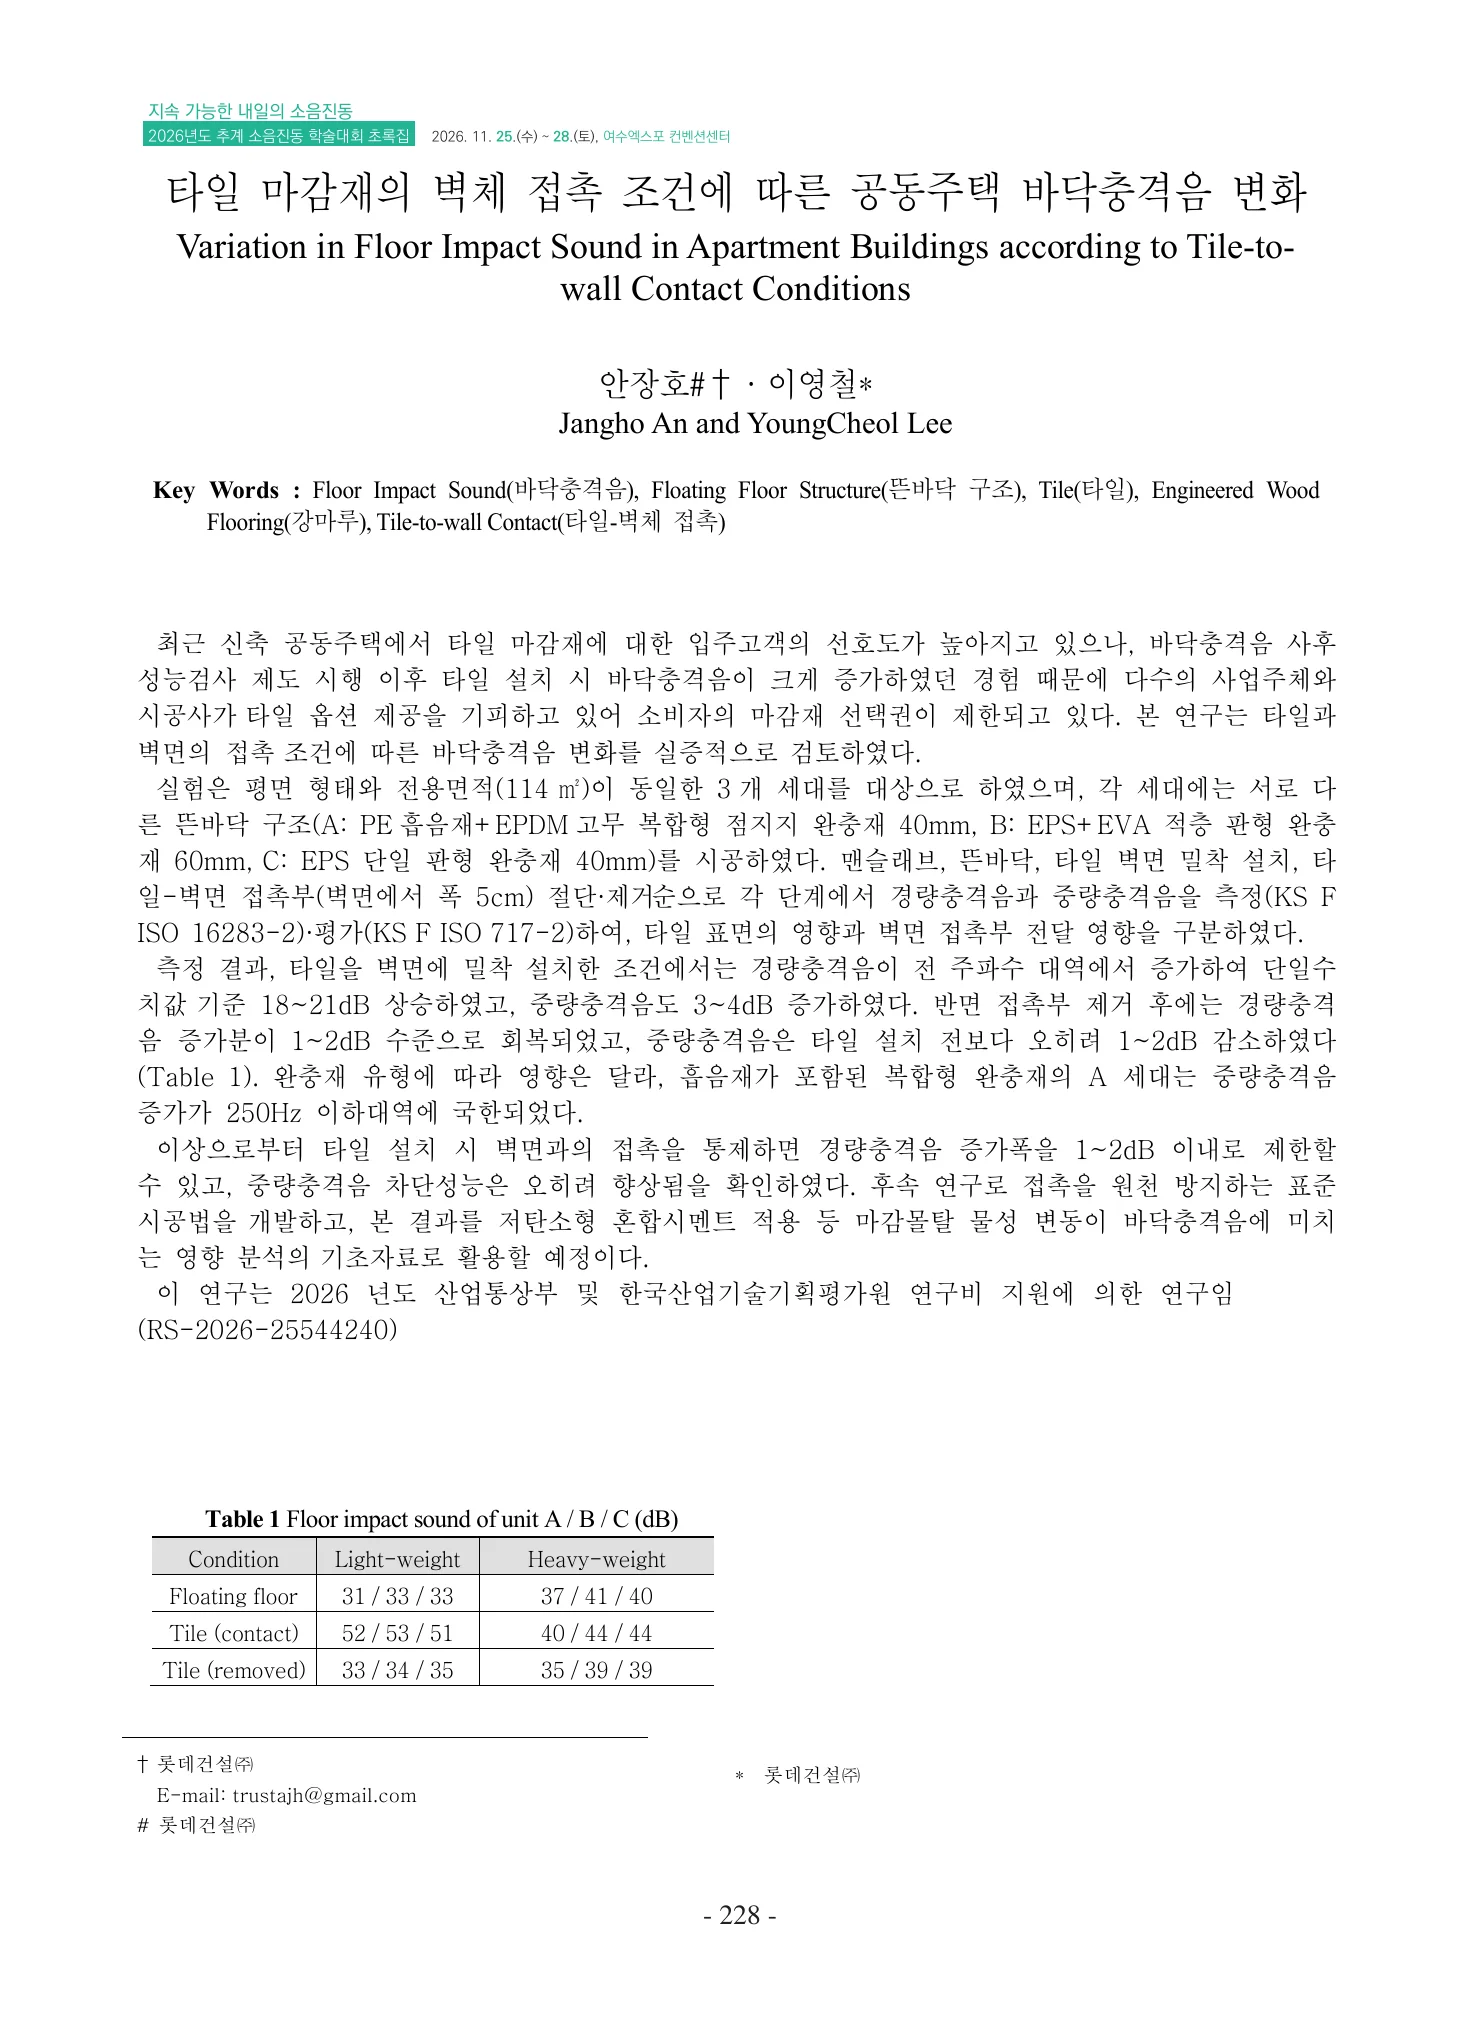 지속 가능한 내일의 소음진동
2026년도 추계 소음진동 학술대회 초록집 2026. 11. 25.(수) ~ 28.(토), 여수엑스포 컨벤션센터
타일 마감재의 벽체 접촉 조건에 따른 공동주택 바닥충격음 변화
Variation in Floor Impact Sound in Apartment Buildings according to Tile-to-
wall Contact Conditions
안장호#† · 이영철*
Jangho An and YoungCheol Lee
Key Words : Floor Impact Sound(바닥충격음), Floating Floor Structure(뜬바닥 구조), Tile(타일), Engineered Wood
Flooring(강마루), Tile-to-wall Contact(타일-벽체 접촉)
최근 신축 공동주택에서 타일 마감재에 대한 입주고객의 선호도가 높아지고 있으나, 바닥충격음 사후
성능검사 제도 시행 이후 타일 설치 시 바닥충격음이 크게 증가하였던 경험 때문에 다수의 사업주체와
시공사가 타일 옵션 제공을 기피하고 있어 소비자의 마감재 선택권이 제한되고 있다. 본 연구는 타일과
벽면의 접촉 조건에 따른 바닥충격음 변화를 실증적으로 검토하였다.
실험은 평면 형태와 전용면적(114 ㎡)이 동일한 3 개 세대를 대상으로 하였으며, 각 세대에는 서로 다
른 뜬바닥 구조(A: PE 흡음재+ EPDM 고무 복합형 점지지 완충재 40mm, B: EPS+ EVA 적층 판형 완충
재 60mm, C: EPS 단일 판형 완충재 40mm)를 시공하였다. 맨슬래브, 뜬바닥, 타일 벽면 밀착 설치, 타
일-벽면 접촉부(벽면에서 폭 5cm) 절단·제거순으로 각 단계에서 경량충격음과 중량충격음을 측정(KS F
ISO 16283-2)·평가(KS F ISO 717-2)하여, 타일 표면의 영향과 벽면 접촉부 전달 영향을 구분하였다.
측정 결과, 타일을 벽면에 밀착 설치한 조건에서는 경량충격음이 전 주파수 대역에서 증가하여 단일수
치값 기준 18~21dB 상승하였고, 중량충격음도 3~4dB 증가하였다. 반면 접촉부 제거 후에는 경량충격
음 증가분이 1~2dB 수준으로 회복되었고, 중량충격음은 타일 설치 전보다 오히려 1~2dB 감소하였다
(Table 1). 완충재 유형에 따라 영향은 달라, 흡음재가 포함된 복합형 완충재의 A 세대는 중량충격음
증가가 250Hz 이하대역에 국한되었다.
이상으로부터 타일 설치 시 벽면과의 접촉을 통제하면 경량충격음 증가폭을 1~2dB 이내로 제한할
수 있고, 중량충격음 차단성능은 오히려 향상됨을 확인하였다. 후속 연구로 접촉을 원천 방지하는 표준
시공법을 개발하고, 본 결과를 저탄소형 혼합시멘트 적용 등 마감몰탈 물성 변동이 바닥충격음에 미치
는 영향 분석의 기초자료로 활용할 예정이다.
이 연구는 2026 년도 산업통상부 및 한국산업기술기획평가원 연구비 지원에 의한 연구임
(RS-2026-25544240)
Table 1 Floor impact sound of unit A / B / C (dB)
Condition Light-weight Heavy-weight
Floating floor 31 / 33 / 33 37 / 41 / 40
Tile (contact) 52 / 53 / 51 40 / 44 / 44
Tile (removed) 33 / 34 / 35 35 / 39 / 39
† 롯데건설㈜
E-mail: trustajh@gmail.com
# 롯데건설㈜
* 롯데건설㈜
- 228 -